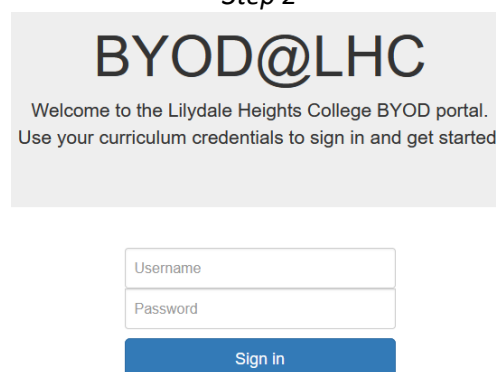 Step 2
BYOD@LHC
Welcome to the Lilydale Heights College BYOD portal.
Use your curriculum credentials to sign in and get started
Username
Password
Sign in